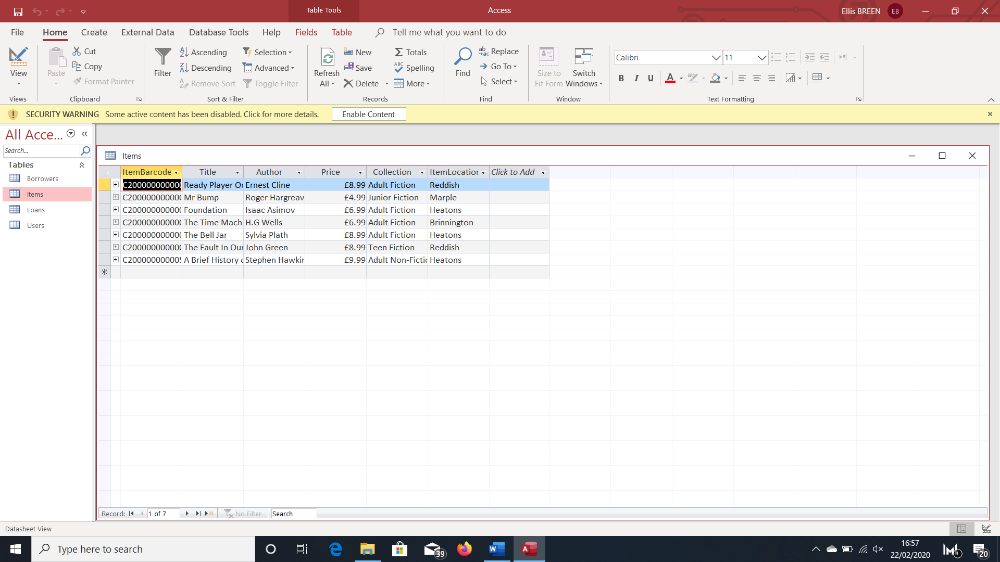 Table Tools
Access
Ellis BREEN
EB
File Home Create External Data Database Tools Help Fields Table Tell me what you want to do
View
Views
Paste
Cut
Copy
Format Painter
Clipboard
Filter
Ascending
Descending
Remove Sort
Selection
Advanced
Toggle Filter
Sort & Filter
Refresh
All
New
Save
Delete
Totals
Spelling
More
Records
Find
Replace
Go To
Select
Find
Size to
Fit Form
Switch
Windows
Window
Calibri
11
B I U
Text Formatting
SECURITY WARNING Some active content has been disabled. Click for more details. Enable Content
All Acce...
Search...
Tables
Borrowers
Items
Loans
Users
Items
ItemBarcode Title Author Price Collection ItemLocation Click to Add
C200000000000 Ready Player On Ernest Cline £8.99 Adult Fiction Reddish
C200000000000 Mr Bump Roger Hargreav £4.99 Junior Fiction Marple
C200000000000 Foundation Isaac Asimov £6.99 Adult Fiction Heatons
C200000000000 The Time Mach H.G Wells £6.99 Adult Fiction Brinnington
C200000000000 The Bell Jar Sylvia Plath £8.99 Adult Fiction Heatons
C200000000000 The Fault In Our John Green £8.99 Teen Fiction Reddish
C200000000005 A Brief History o Stephen Hawkin £9.99 Adult Non-Fictio Heatons
Record: 1 of 7 No Filter Search
Datasheet View
Type here to search
39
16:57
22/02/2020
20